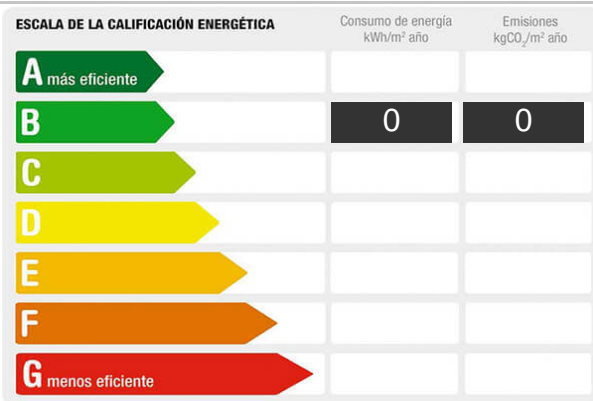 ESCALA DE LA CALIFICACIÓN ENERGÉTICA
Consumo de energía
kWh/m² año
Emisiones
kgCO₂/m² año
A más eficiente
B 0 0
C
D
E
F
G menos eficiente